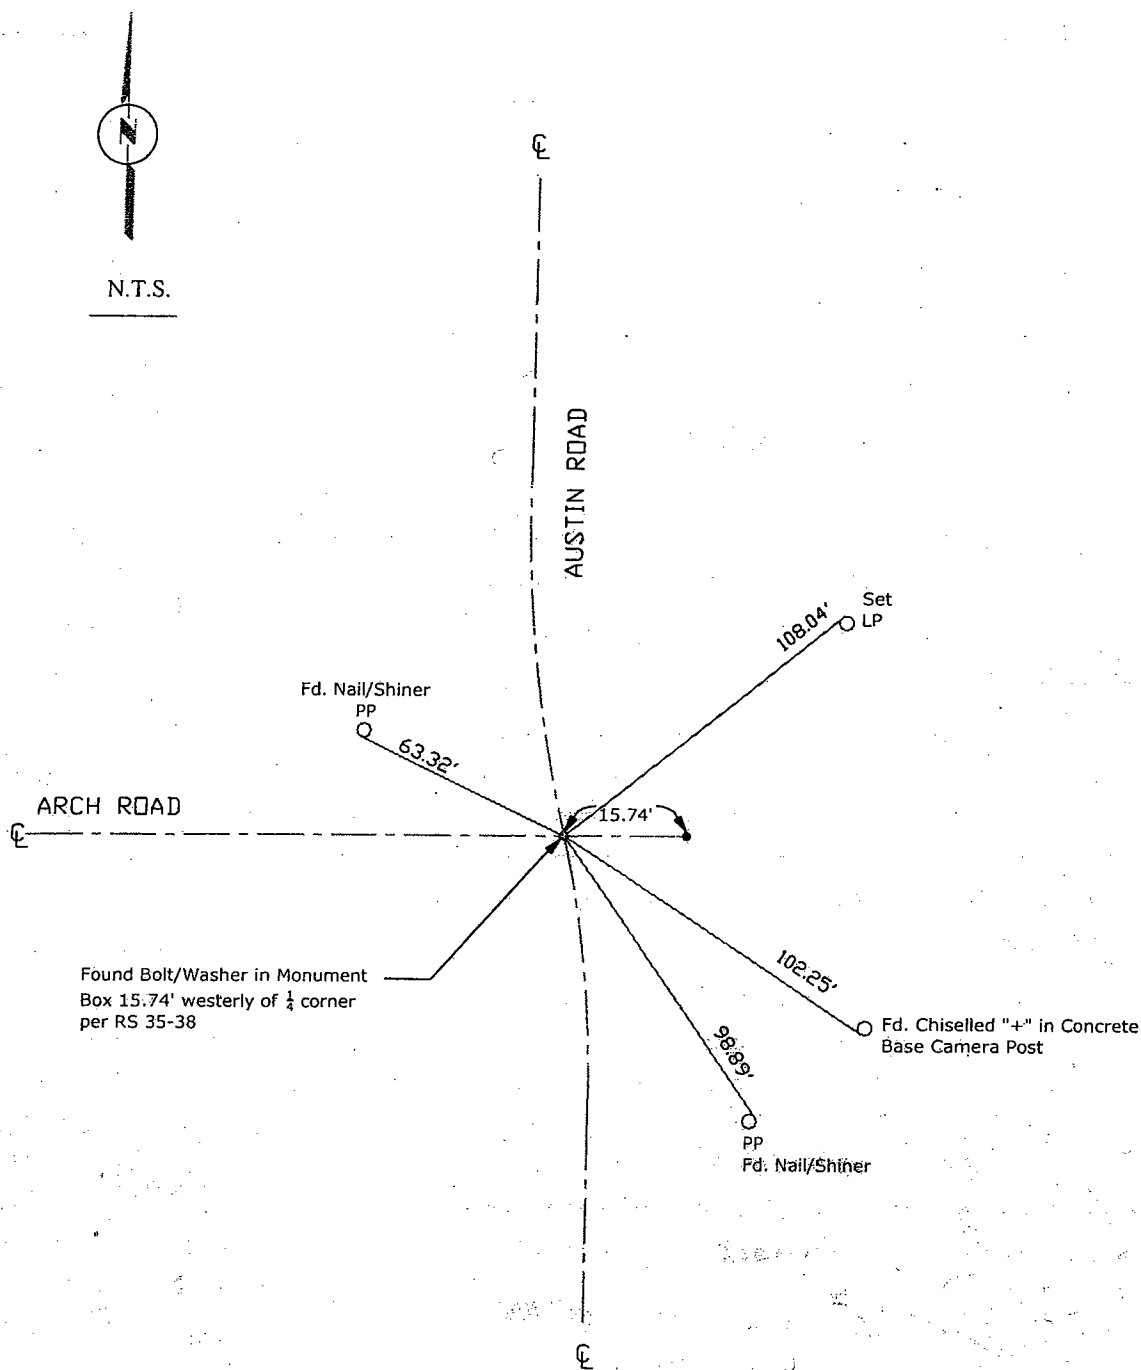 N
N.T.S.
℄
AUSTIN ROAD
108.04'
Set
LP
Fd. Nail/Shiner
PP
63.32'
ARCH ROAD
℄
15.74'
Found Bolt/Washer in Monument
Box 15.74' westerly of 1/4 corner
per RS 35-38
102.25'
Fd. Chiselled "+" in Concrete
Base Camera Post
98.89'
PP
Fd. Nail/Shiner
℄